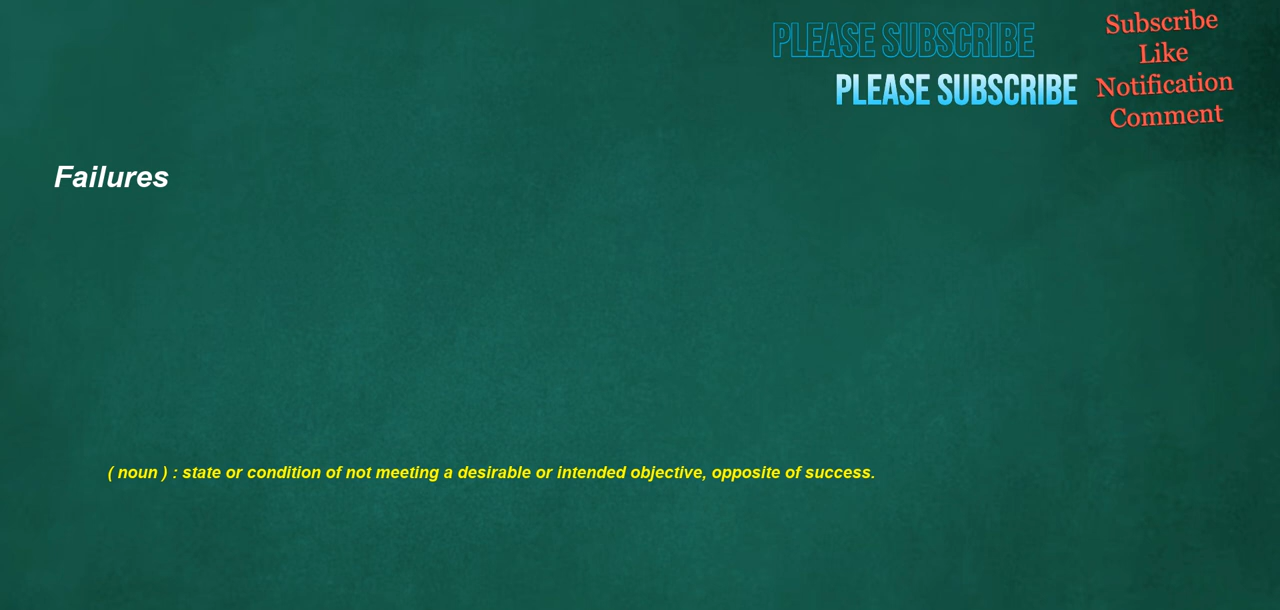 PLEASE SUBSCRIBE
PLEASE SUBSCRIBE
Subscribe
Like
Notification
Comment
Failures
( noun ) : state or condition of not meeting a desirable or intended objective, opposite of success.